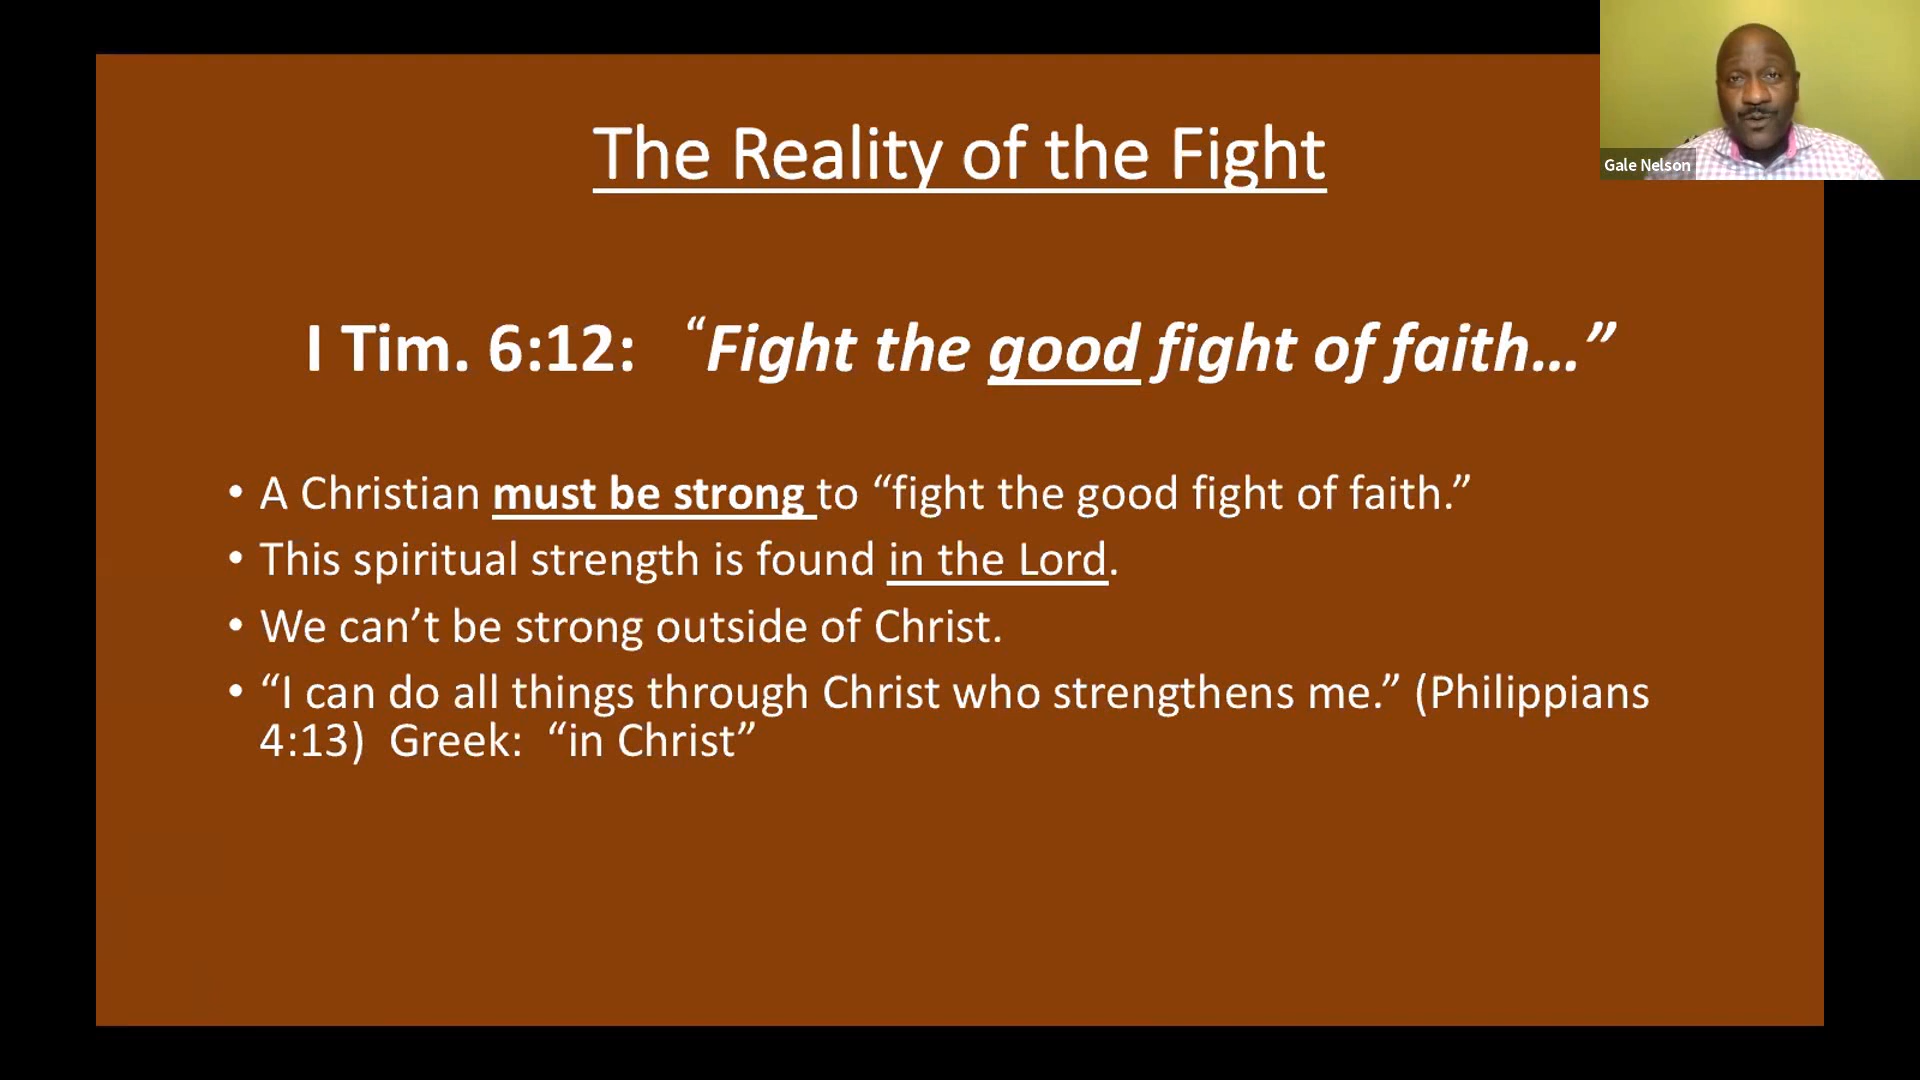 The Reality of the Fight
Gale Nelson
I Tim. 6:12: “Fight the good fight of faith…”
• A Christian must be strong to “fight the good fight of faith.”
• This spiritual strength is found in the Lord.
• We can’t be strong outside of Christ.
• “I can do all things through Christ who strengthens me.” (Philippians
4:13) Greek: “in Christ”